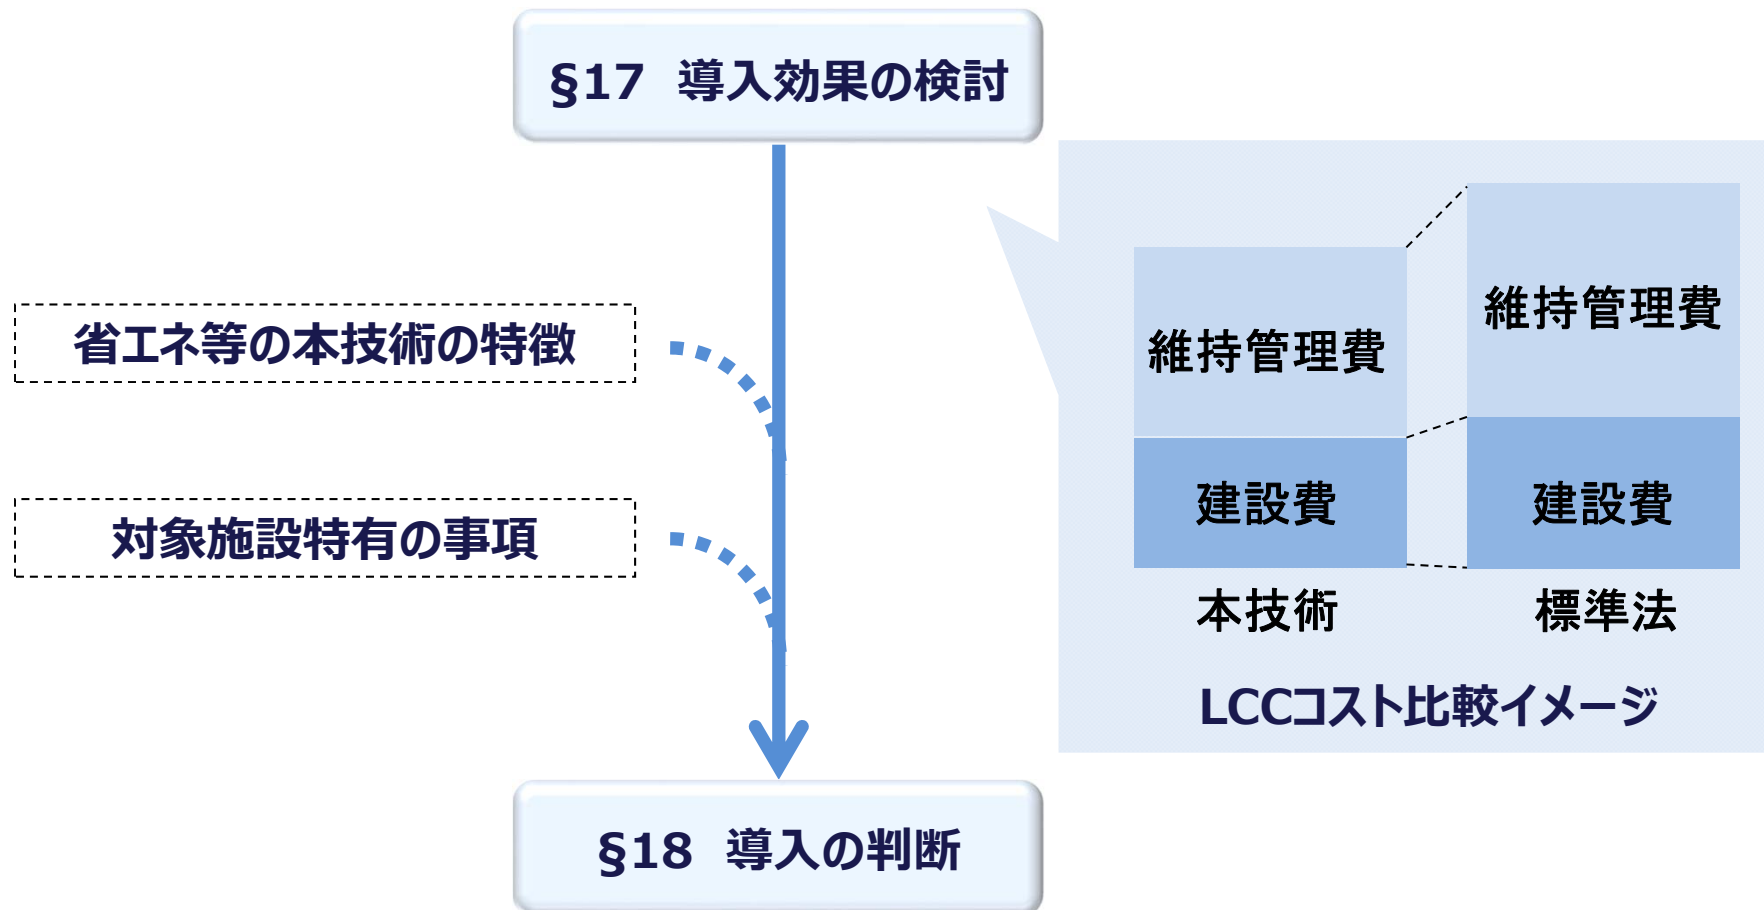 §17 導入効果の検討
省エネ等の本技術の特徴
対象施設特有の事項
§18 導入の判断
維持管理費
建設費
本技術
維持管理費
建設費
標準法
LCCコスト比較イメージ